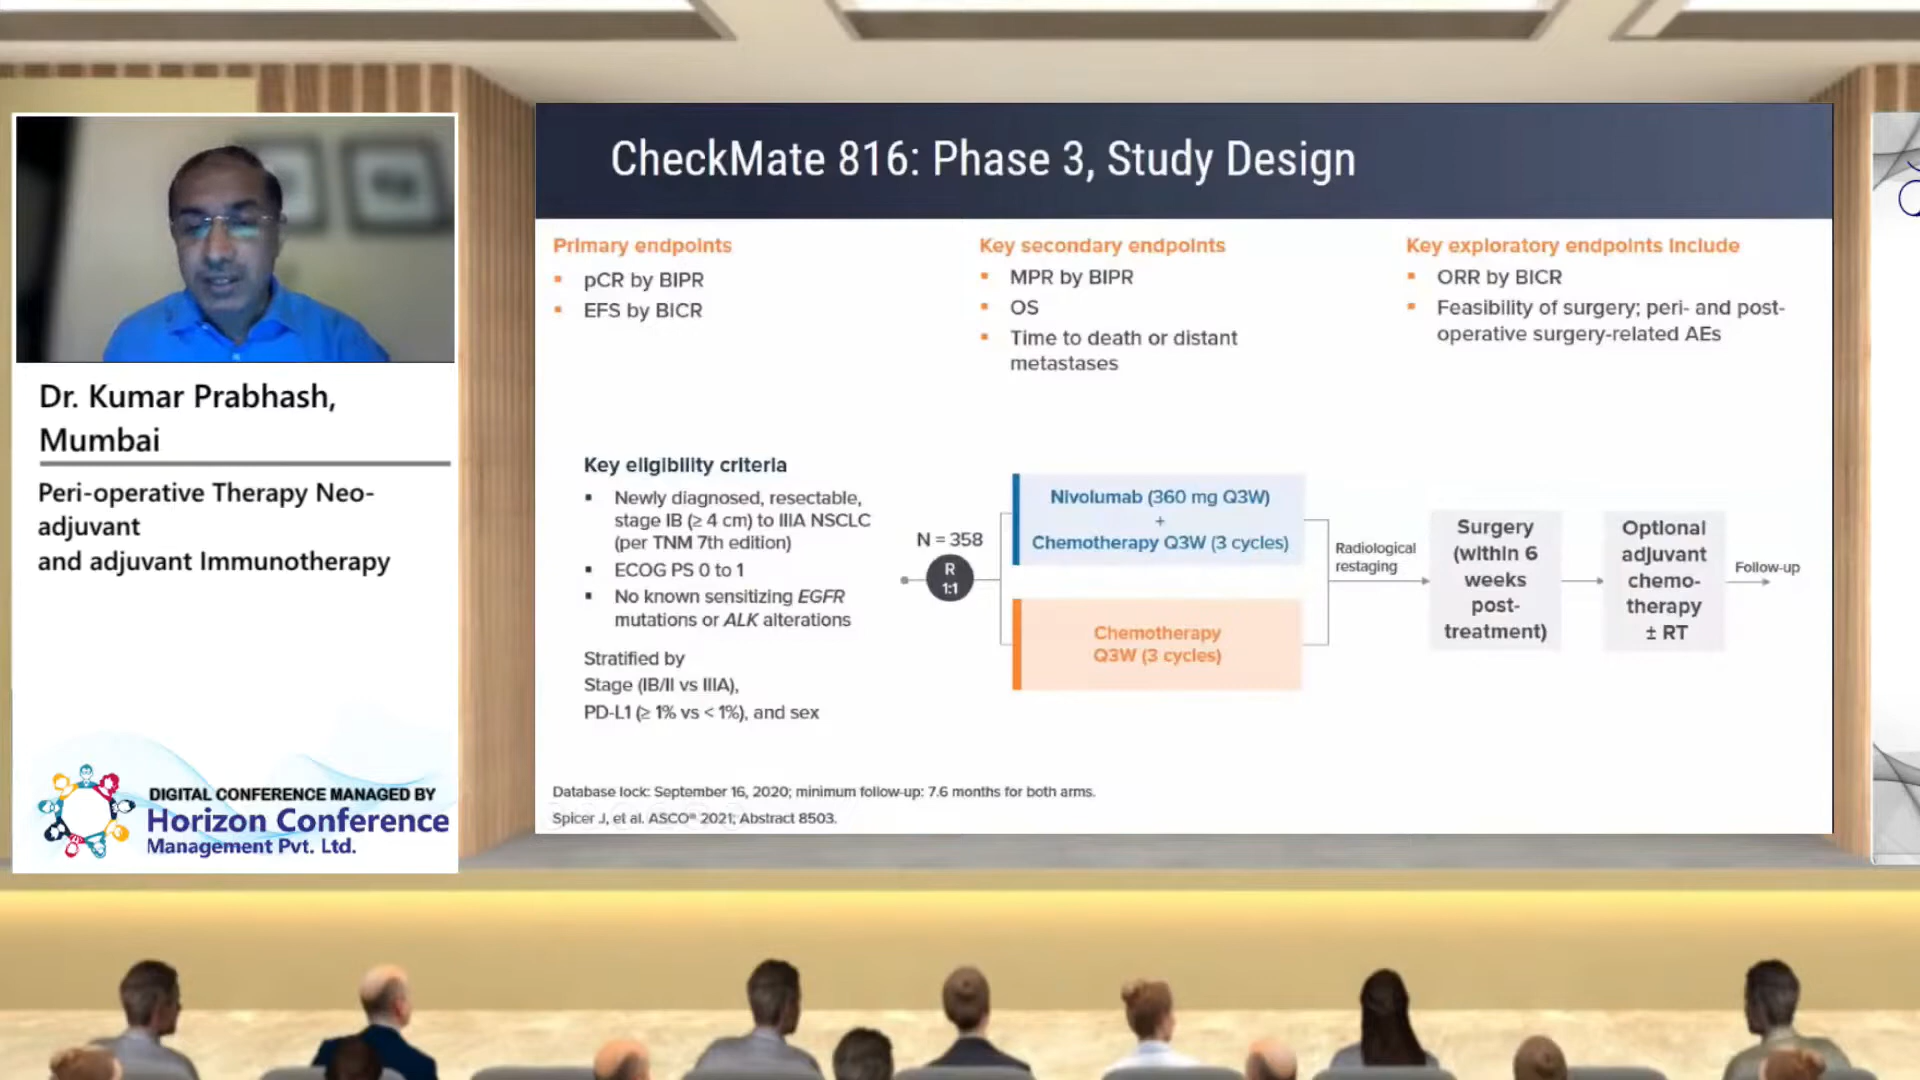 CheckMate 816: Phase 3, Study Design
Primary endpoints
▪ pCR by BIPR
▪ EFS by BICR
Key secondary endpoints
▪ MPR by BIPR
▪ OS
▪ Time to death or distant
metastases
Key exploratory endpoints include
▪ ORR by BICR
▪ Feasibility of surgery; peri- and post-
operative surgery-related AEs
Key eligibility criteria
▪ Newly diagnosed, resectable,
stage IB (≥ 4 cm) to IIIA NSCLC
(per TNM 7th edition)
▪ ECOG PS 0 to 1
▪ No known sensitizing EGFR
mutations or ALK alterations
Stratified by
Stage (IB/II vs IIIA),
PD-L1 (≥ 1% vs < 1%), and sex
N = 358
R
1:1
Nivolumab (360 mg Q3W)
+
Chemotherapy Q3W (3 cycles)
Chemotherapy
Q3W (3 cycles)
Radiological
restaging
Surgery
(within 6
weeks
post-
treatment)
Optional
adjuvant
chemo-
therapy
± RT
Follow-up
Database lock: September 16, 2020; minimum follow-up: 7.6 months for both arms.
Spicer J, et al. ASCO® 2021; Abstract 8503.
Dr. Kumar Prabhash,
Mumbai
Peri-operative Therapy Neo-
adjuvant
and adjuvant Immunotherapy
DIGITAL CONFERENCE MANAGED BY
Horizon Conference
Management Pvt. Ltd.